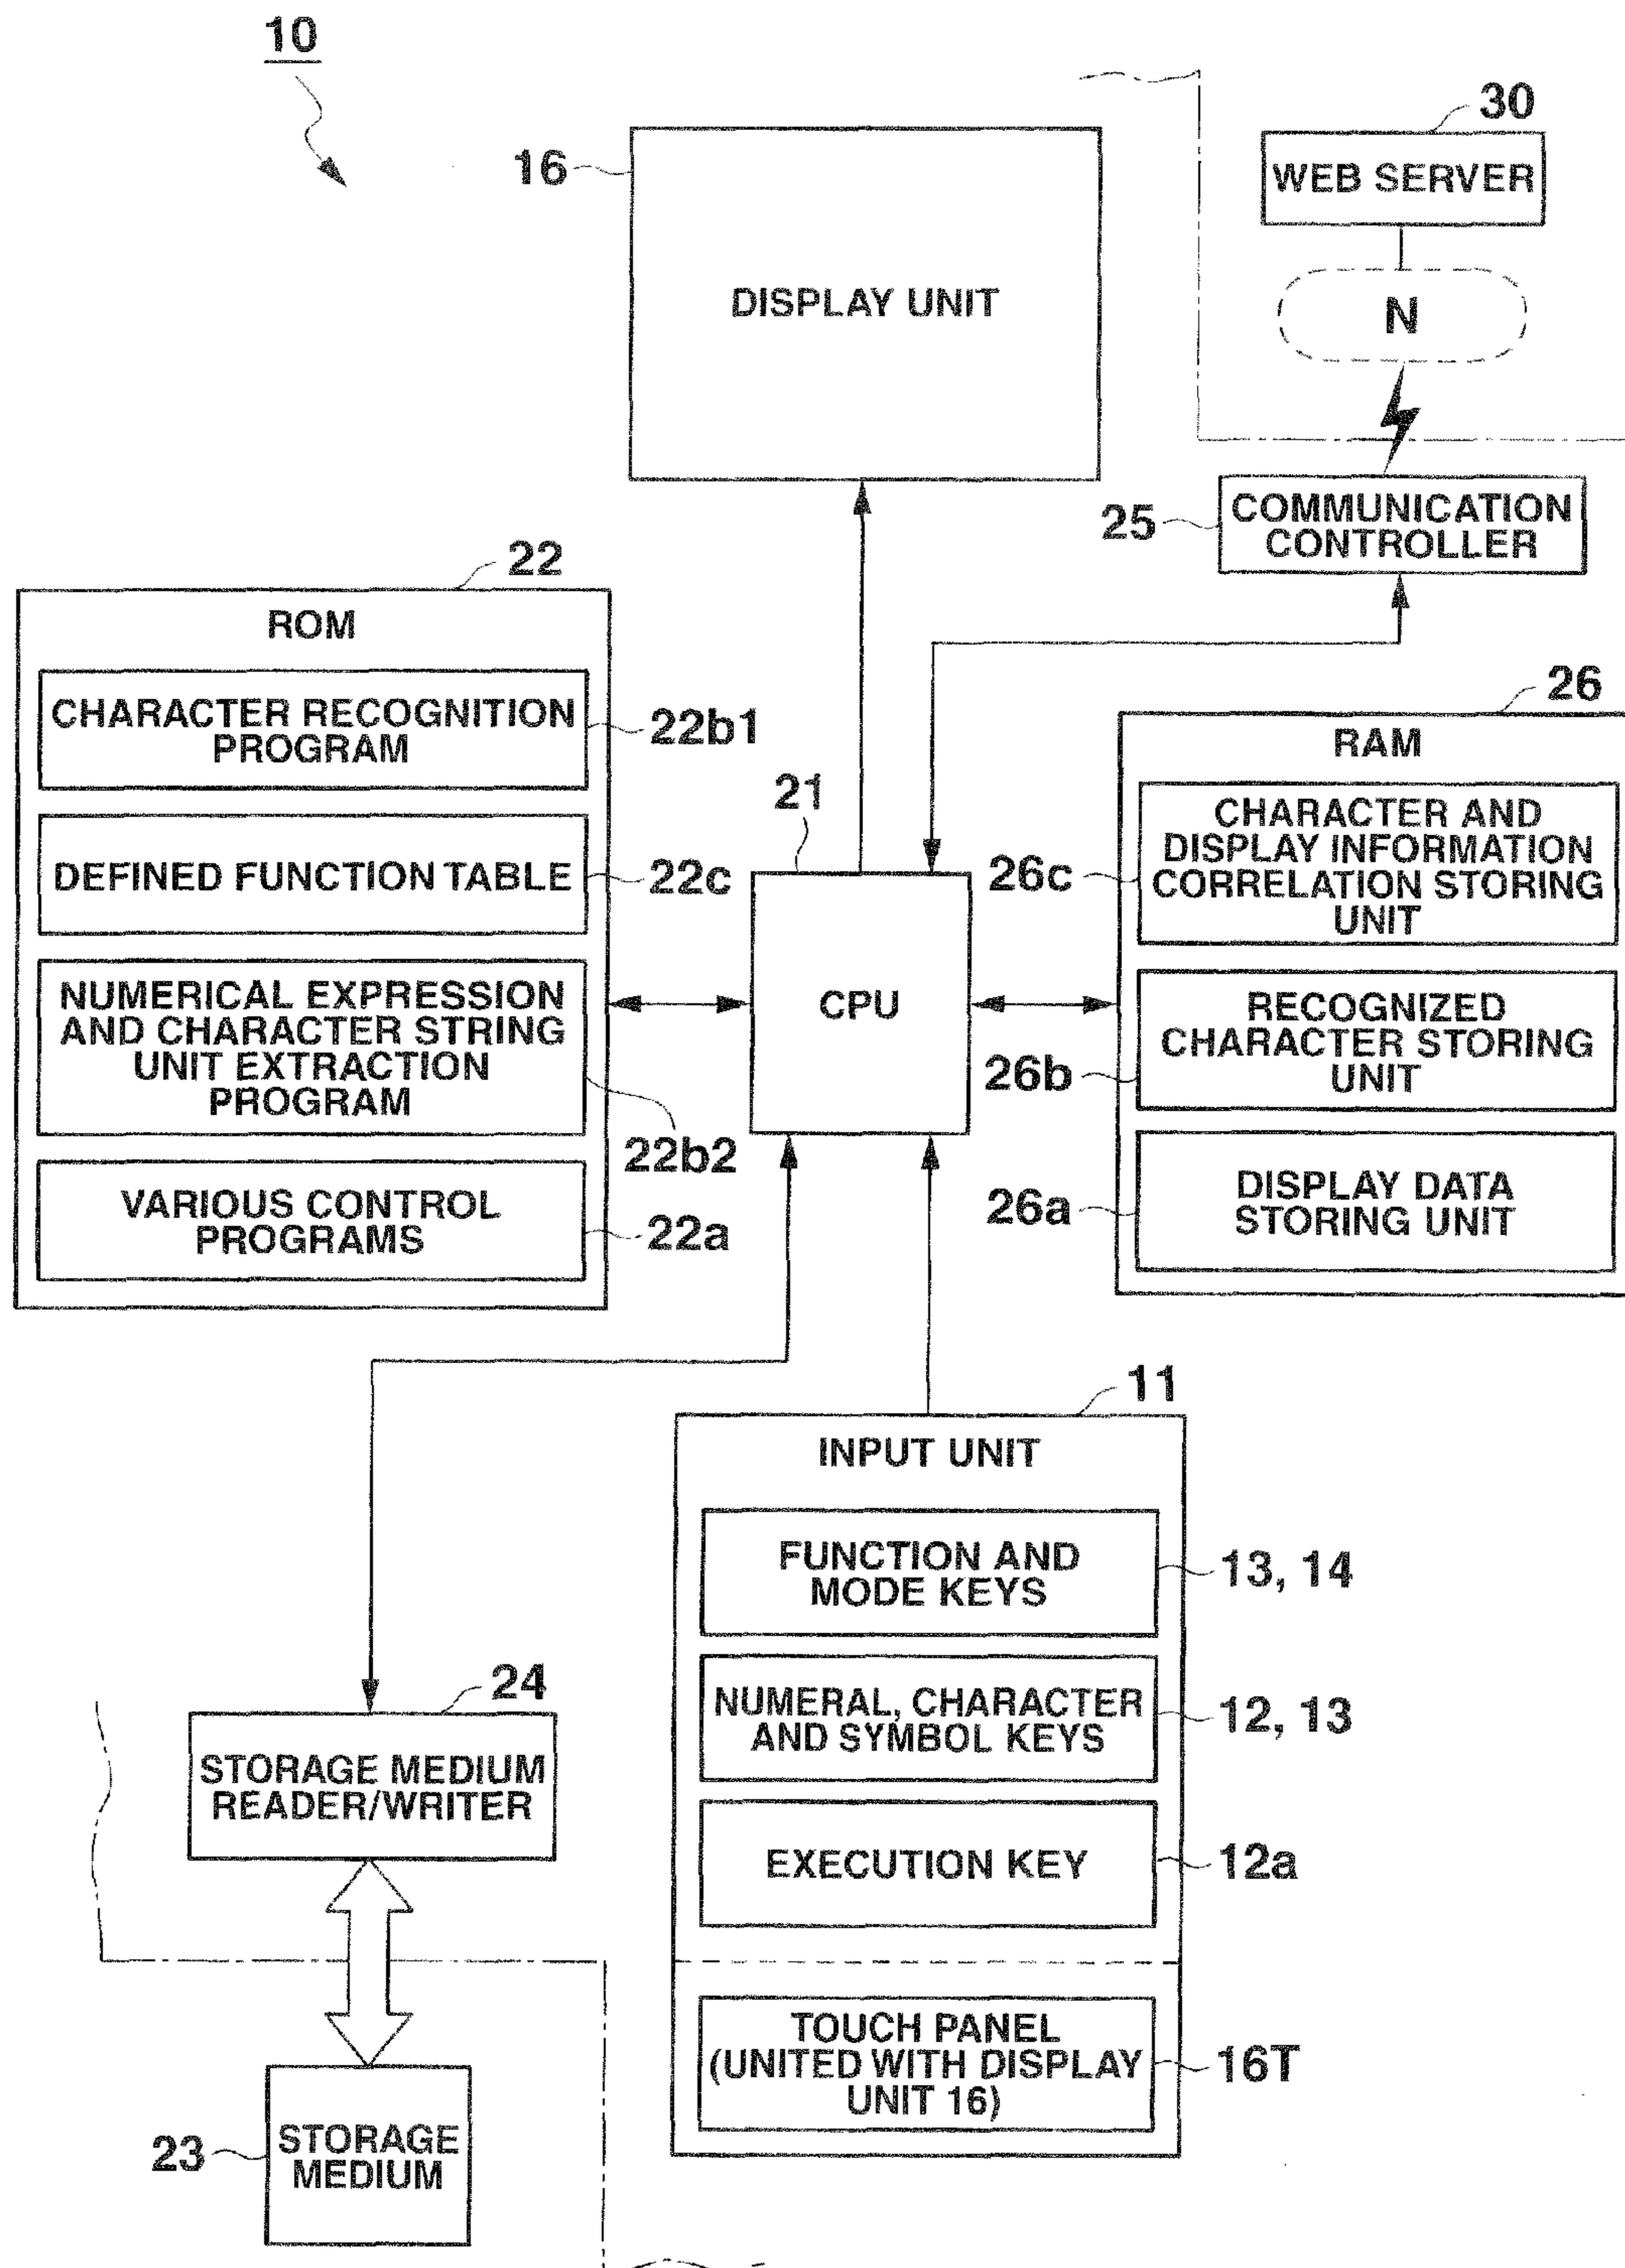 10
30
WEB SERVER
16
DISPLAY UNIT
N
25
COMMUNICATION
CONTROLLER
22
ROM
CHARACTER RECOGNITION
PROGRAM
22b1
DEFINED FUNCTION TABLE
22c
NUMERICAL EXPRESSION
AND CHARACTER STRING
UNIT EXTRACTION
PROGRAM
22b2
VARIOUS CONTROL
PROGRAMS
22a
21
CPU
26
RAM
26c
CHARACTER AND
DISPLAY INFORMATION
CORRELATION STORING
UNIT
26b
RECOGNIZED
CHARACTER STORING
UNIT
26a
DISPLAY DATA
STORING UNIT
11
INPUT UNIT
FUNCTION AND
MODE KEYS
13, 14
NUMERAL, CHARACTER
AND SYMBOL KEYS
12, 13
EXECUTION KEY
12a
TOUCH PANEL
(UNITED WITH DISPLAY
UNIT 16)
16T
24
STORAGE MEDIUM
READER/WRITER
23
STORAGE
MEDIUM